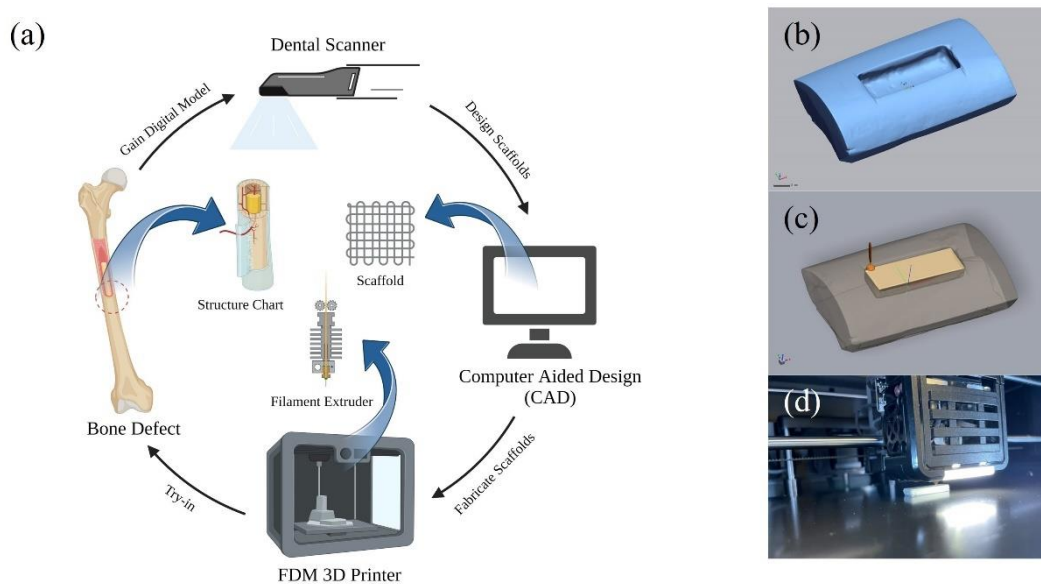 (a)
Dental Scanner
Gain Digital Model
Design Scaffolds
Structure Chart
Scaffold
Filament Extruder
Computer Aided Design
(CAD)
Bone Defect
Try-in
Fabricate Scaffolds
FDM 3D Printer
(b)
(c)
(d)